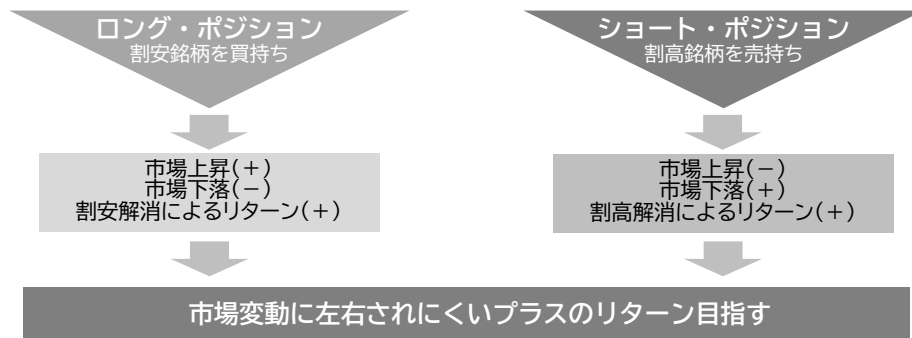 ロング・ポジション
割安銘柄を買持ち
ショート・ポジション
割高銘柄を売持ち
市場上昇(＋)
市場下落(－)
割安解消によるリターン(＋)
市場上昇(－)
市場下落(＋)
割高解消によるリターン(＋)
市場変動に左右されにくいプラスのリターン目指す